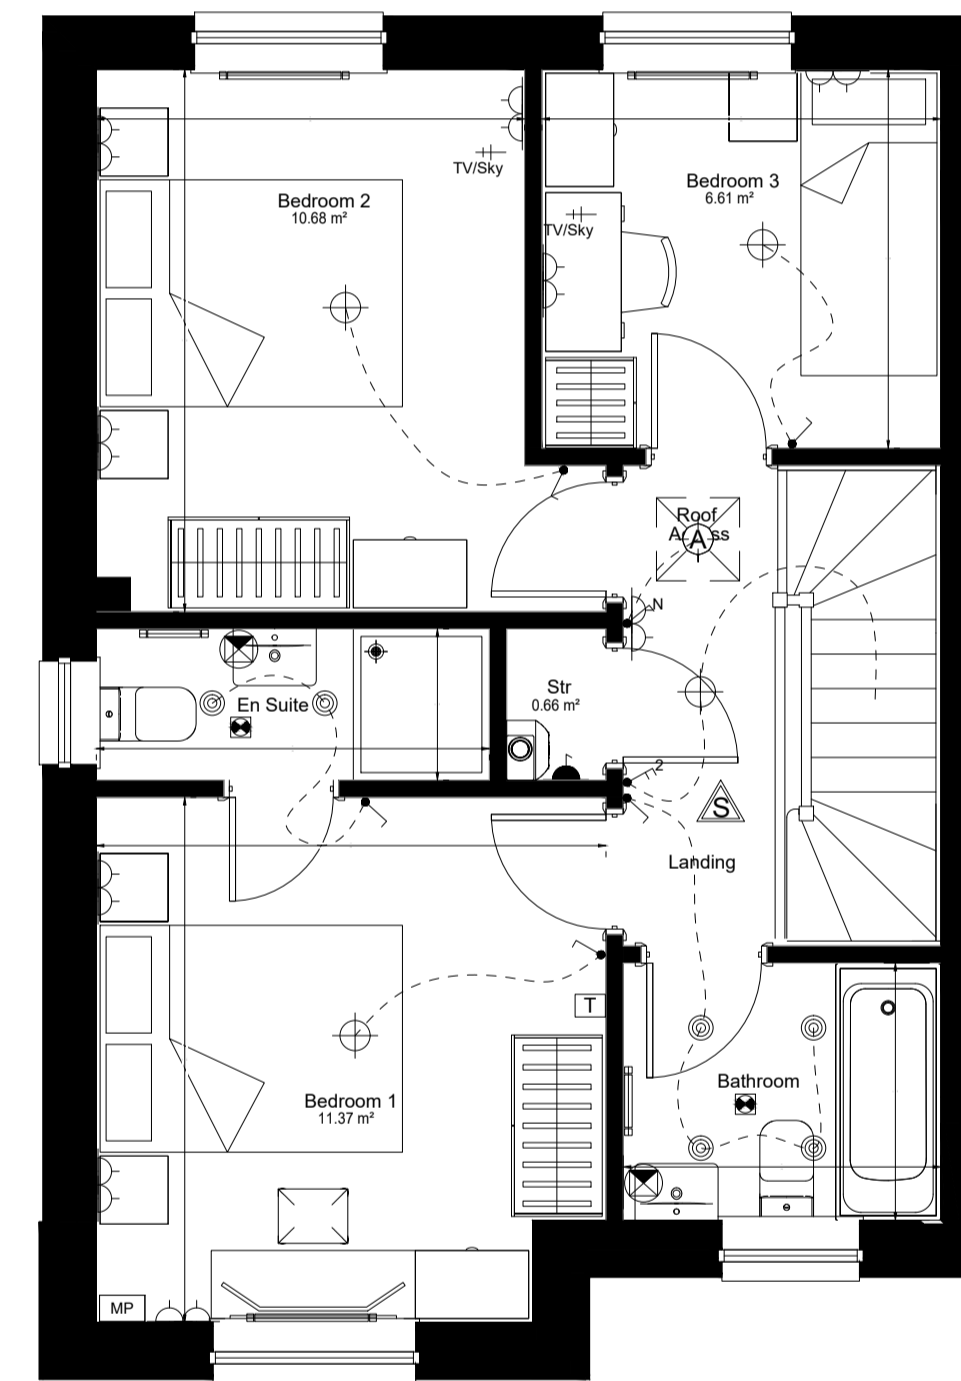 TV/Sky
Bedroom 2
10.68 m²
Bedroom 3
6.61 m²
TV/Sky
Roof
Access
A
N
En Suite
Str
0.66 m²
2
S
Landing
T
Bedroom 1
11.37 m²
Bathroom
MP